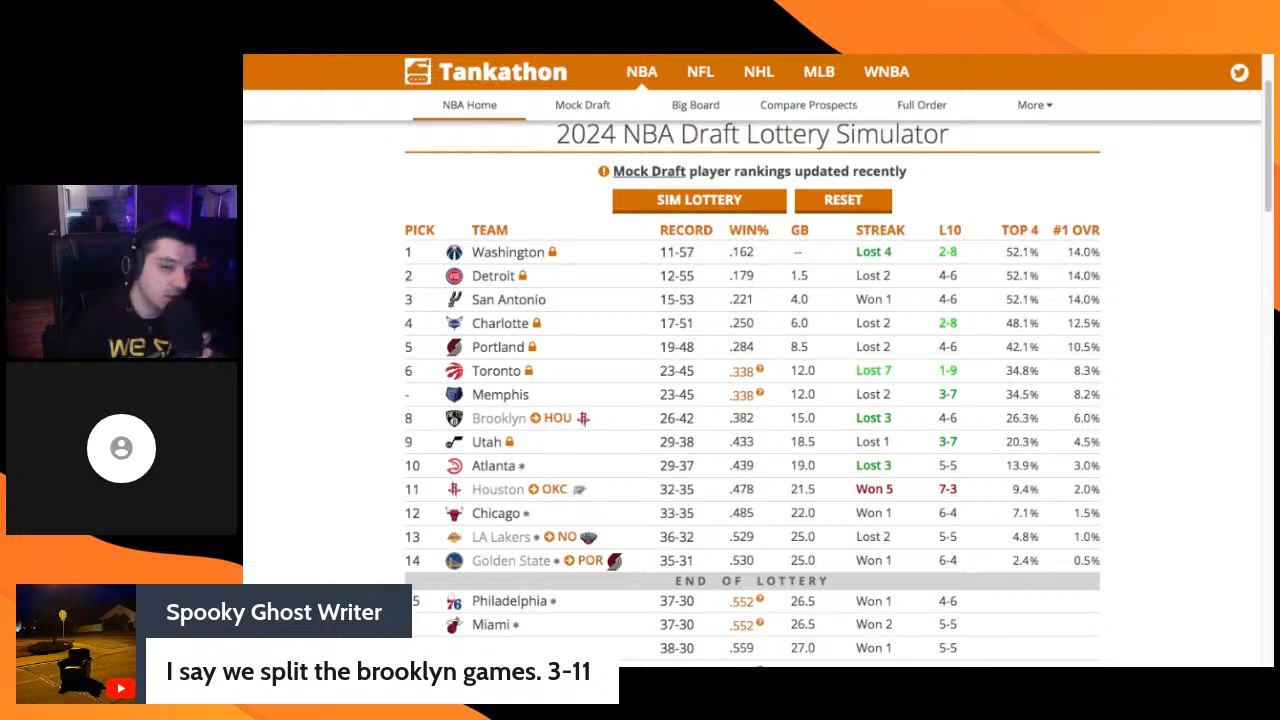 Tankathon NBA NFL NHL MLB WNBA
NBA Home Mock Draft Big Board Compare Prospects Full Order More
2024 NBA Draft Lottery Simulator
Mock Draft player rankings updated recently
SIM LOTTERY RESET
PICK TEAM RECORD WIN% GB STREAK L10 TOP 4 #1 OVR
1 Washington 11-57 .162 -- Lost 4 2-8 52.1% 14.0%
2 Detroit 12-55 .179 1.5 Lost 2 4-6 52.1% 14.0%
3 San Antonio 15-53 .221 4.0 Won 1 4-6 52.1% 14.0%
4 Charlotte 17-51 .250 6.0 Lost 2 2-8 48.1% 12.5%
5 Portland 19-48 .284 8.5 Lost 2 4-6 42.1% 10.5%
6 Toronto 23-45 .338 12.0 Lost 7 1-9 34.8% 8.3%
- Memphis 23-45 .338 12.0 Lost 2 3-7 34.5% 8.2%
8 Brooklyn HOU 26-42 .382 15.0 Lost 3 4-6 26.3% 6.0%
9 Utah 29-38 .433 18.5 Lost 1 3-7 20.3% 4.5%
10 Atlanta * 29-37 .439 19.0 Lost 3 5-5 13.9% 3.0%
11 Houston OKC 32-35 .478 21.5 Won 5 7-3 9.4% 2.0%
12 Chicago * 33-35 .485 22.0 Won 1 6-4 7.1% 1.5%
13 LA Lakers * NO 36-32 .529 25.0 Lost 2 5-5 4.8% 1.0%
14 Golden State * POR 35-31 .530 25.0 Won 1 6-4 2.4% 0.5%
END OF LOTTERY
5 Philadelphia * 37-30 .552 26.5 Won 1 4-6
Miami * 37-30 .552 26.5 Won 2 5-5
38-30 .559 27.0 Won 1 5-5
WE
Spooky Ghost Writer
I say we split the brooklyn games. 3-11